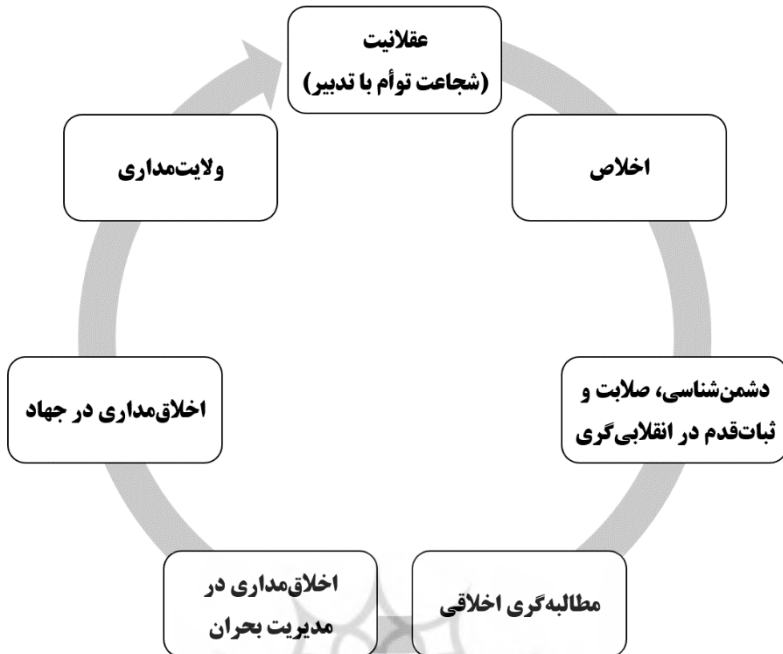 عقلانیت
(شجاعت توأم با تدبیر)
اخلاص
دشمن‌شناسی، صلابت و
ثبات‌قدم در انقلابی‌گری
مطالبه‌گری اخلاقی
اخلاق‌مداری در
مدیریت بحران
اخلاق‌مداری در جهاد
ولایت‌مداری